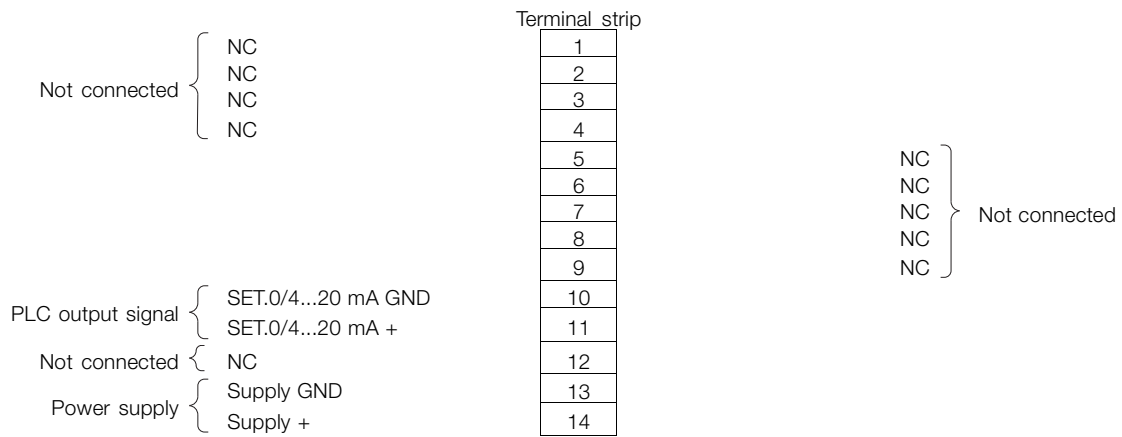 Terminal strip
NC 1
Not connected NC 2
NC 3
NC 4
5 NC
6 NC
7 NC Not connected
8 NC
9 NC
PLC output signal SET.0/4...20 mA GND 10
SET.0/4...20 mA + 11
Not connected NC 12
Power supply Supply GND 13
Supply + 14